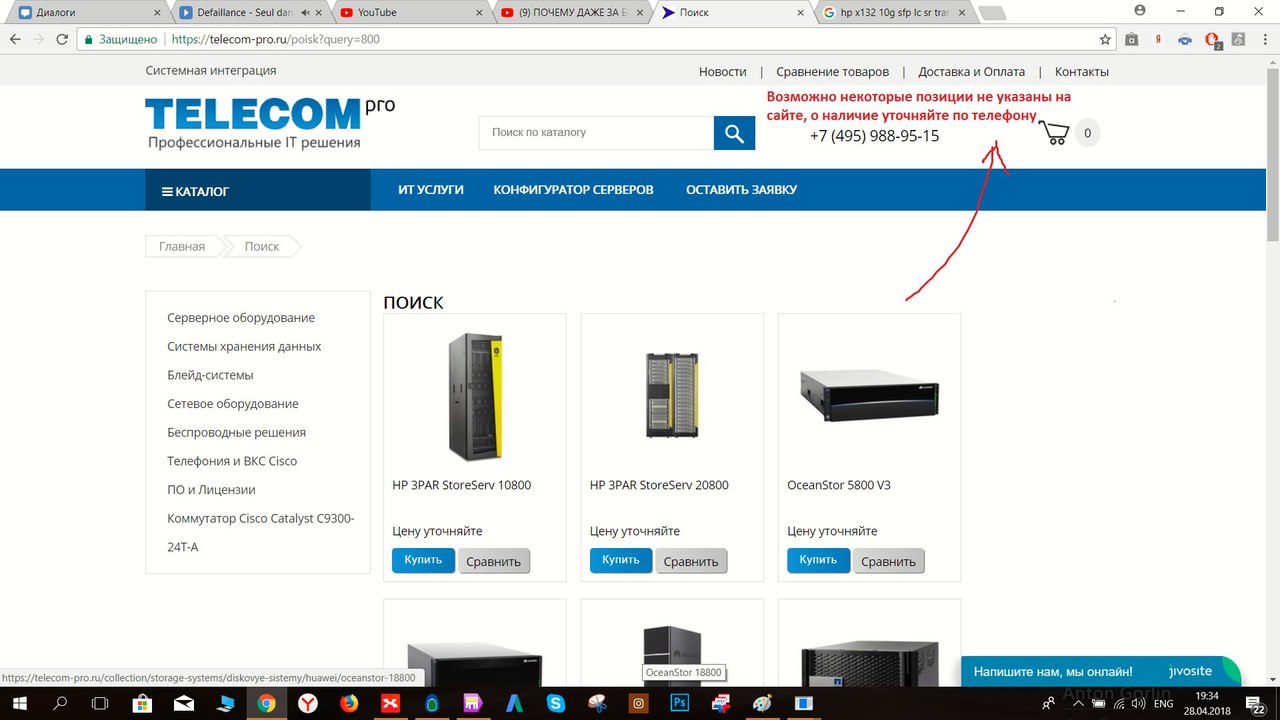 Диалоги
Defaillance - Seul dan
YouTube
(9) ПОЧЕМУ ДАЖЕ ЗА Б
Поиск
hp x132 10g sfp lc sr tran
Защищено
https://telecom-pro.ru/poisk?query=800
Системная интеграция
Новости | Сравнение товаров | Доставка и Оплата | Контакты
TELECOM pro
Профессиональные IT решения
Поиск по каталогу
Возможно некоторые позиции не указаны на
сайте, о наличие уточняйте по телефону
+7 (495) 988-95-15
0
КАТАЛОГ
ИТ УСЛУГИ
КОНФИГУРАТОР СЕРВЕРОВ
ОСТАВИТЬ ЗАЯВКУ
Главная
Поиск
Серверное оборудование
Системы хранения данных
Блейд-системы
Сетевое оборудование
Беспроводные решения
Телефония и ВКС Cisco
ПО и Лицензии
Коммутатор Cisco Catalyst C9300-
24T-A
ПОИСК
HP 3PAR StoreServ 10800
Цену уточняйте
Купить
Сравнить
HP 3PAR StoreServ 20800
Цену уточняйте
Купить
Сравнить
OceanStor 5800 V3
Цену уточняйте
Купить
Сравнить
OceanStor 18800
https://telecom-pro.ru/collection/storage-systems/diskovye-sistemy/huawei/oceanstor-18800
Напишите нам, мы онлайн!
jivosite
Anton Gorlin
ENG
19:34
28.04.2018
22